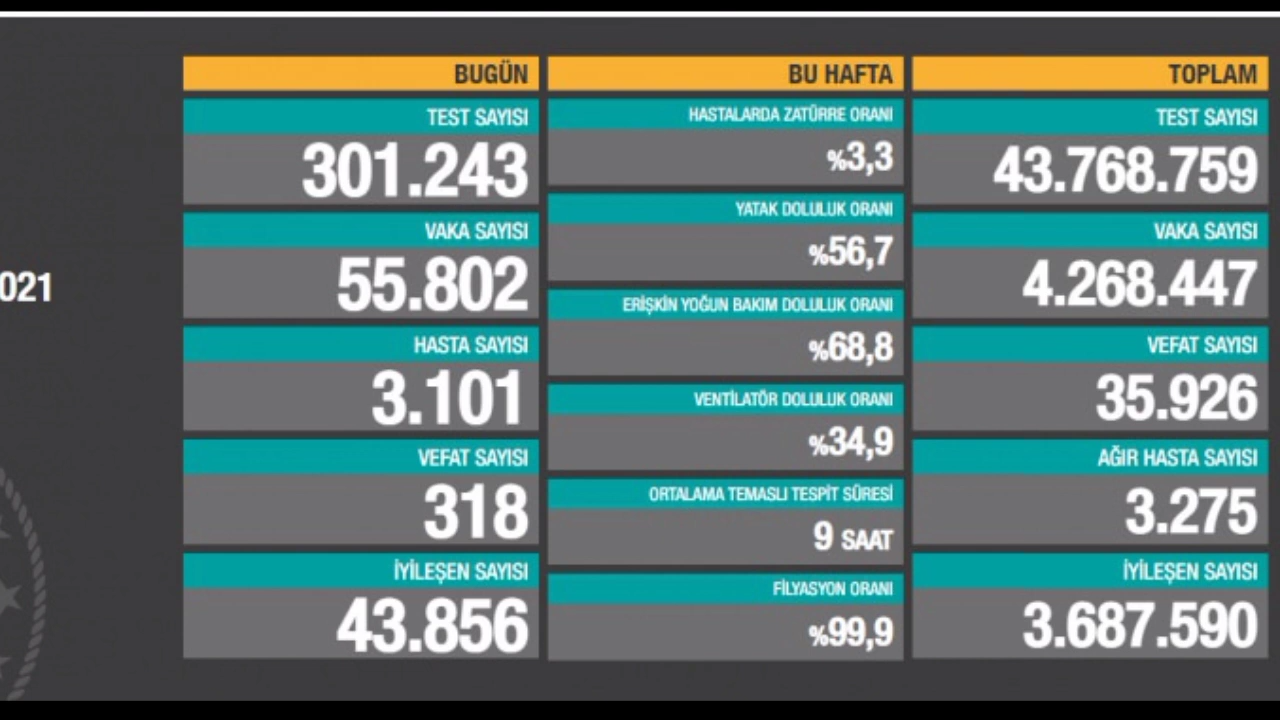 021
BUGÜN
TEST SAYISI
301.243
VAKA SAYISI
55.802
HASTA SAYISI
3.101
VEFAT SAYISI
318
İYİLEŞEN SAYISI
43.856
BU HAFTA
HASTALARDA ZATÜRRE ORANI
%3,3
YATAK DOLULUK ORANI
%56,7
ERİŞKİN YOĞUN BAKIM DOLULUK ORANI
%68,8
VENTİLATÖR DOLULUK ORANI
%34,9
ORTALAMA TEMASLI TESPİT SÜRESİ
9 SAAT
FİLYASYON ORANI
%99,9
TOPLAM
TEST SAYISI
43.768.759
VAKA SAYISI
4.268.447
VEFAT SAYISI
35.926
AĞIR HASTA SAYISI
3.275
İYİLEŞEN SAYISI
3.687.590